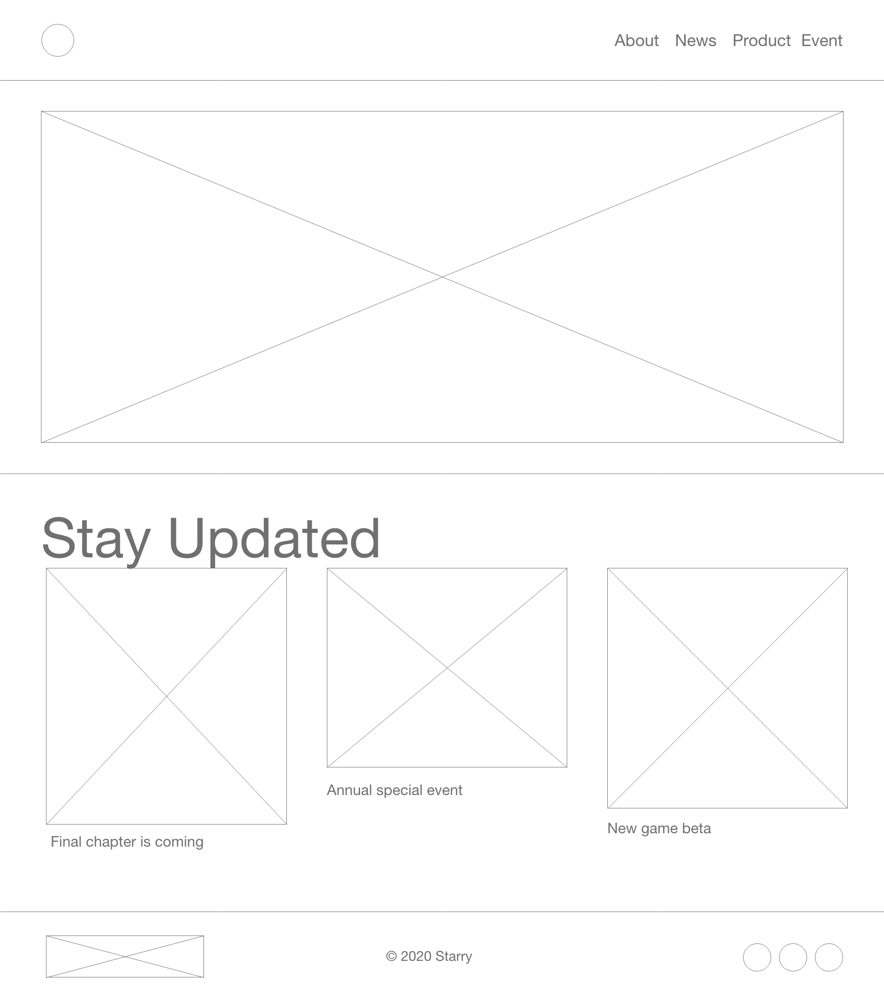 About News Product Event
Stay Updated
Annual special event
New game beta
Final chapter is coming
© 2020 Starry